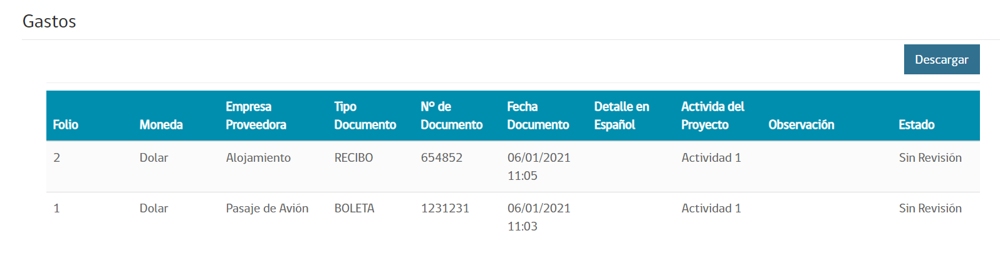 Gastos
Descargar
Folio Moneda Empresa Proveedora Tipo Documento Nº de Documento Fecha Documento Detalle en Español Activida del Proyecto Observación Estado
2 Dolar Alojamiento RECIBO 654852 06/01/2021 11:05 Actividad 1 Sin Revisión
1 Dolar Pasaje de Avión BOLETA 1231231 06/01/2021 11:03 Actividad 1 Sin Revisión